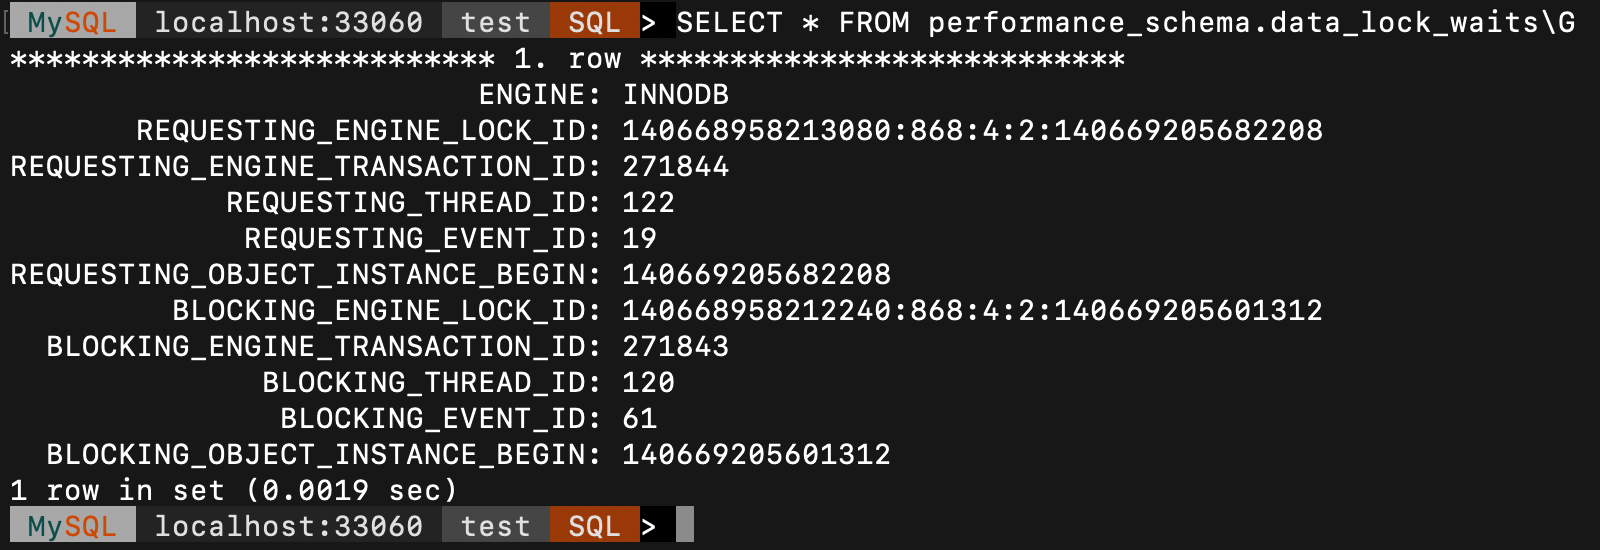 MySQL localhost:33060 test SQL > SELECT * FROM performance_schema.data_lock_waits\G
*************************** 1. row ***************************
ENGINE: INNODB
REQUESTING_ENGINE_LOCK_ID: 140668958213080:868:4:2:140669205682208
REQUESTING_ENGINE_TRANSACTION_ID: 271844
REQUESTING_THREAD_ID: 122
REQUESTING_EVENT_ID: 19
REQUESTING_OBJECT_INSTANCE_BEGIN: 140669205682208
BLOCKING_ENGINE_LOCK_ID: 140668958212240:868:4:2:140669205601312
BLOCKING_ENGINE_TRANSACTION_ID: 271843
BLOCKING_THREAD_ID: 120
BLOCKING_EVENT_ID: 61
BLOCKING_OBJECT_INSTANCE_BEGIN: 140669205601312
1 row in set (0.0019 sec)
MySQL localhost:33060 test SQL >